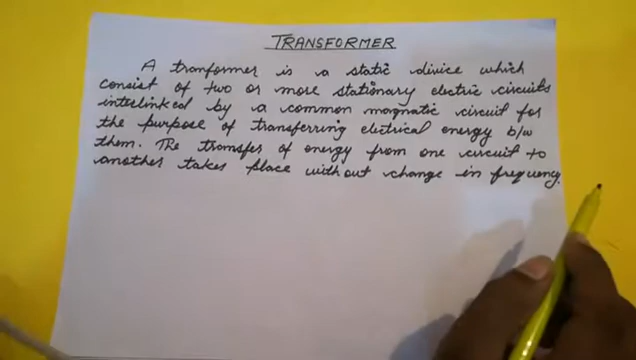 TRANSFORMER
A tranformer is a static divice which
consist of two or more stationary electric circuits
interlinked by a common magnetic circuit for
the purpose of transferring electrical energy b/w
them. The transfer of energy from one circuit to
another takes place without change in frequency.